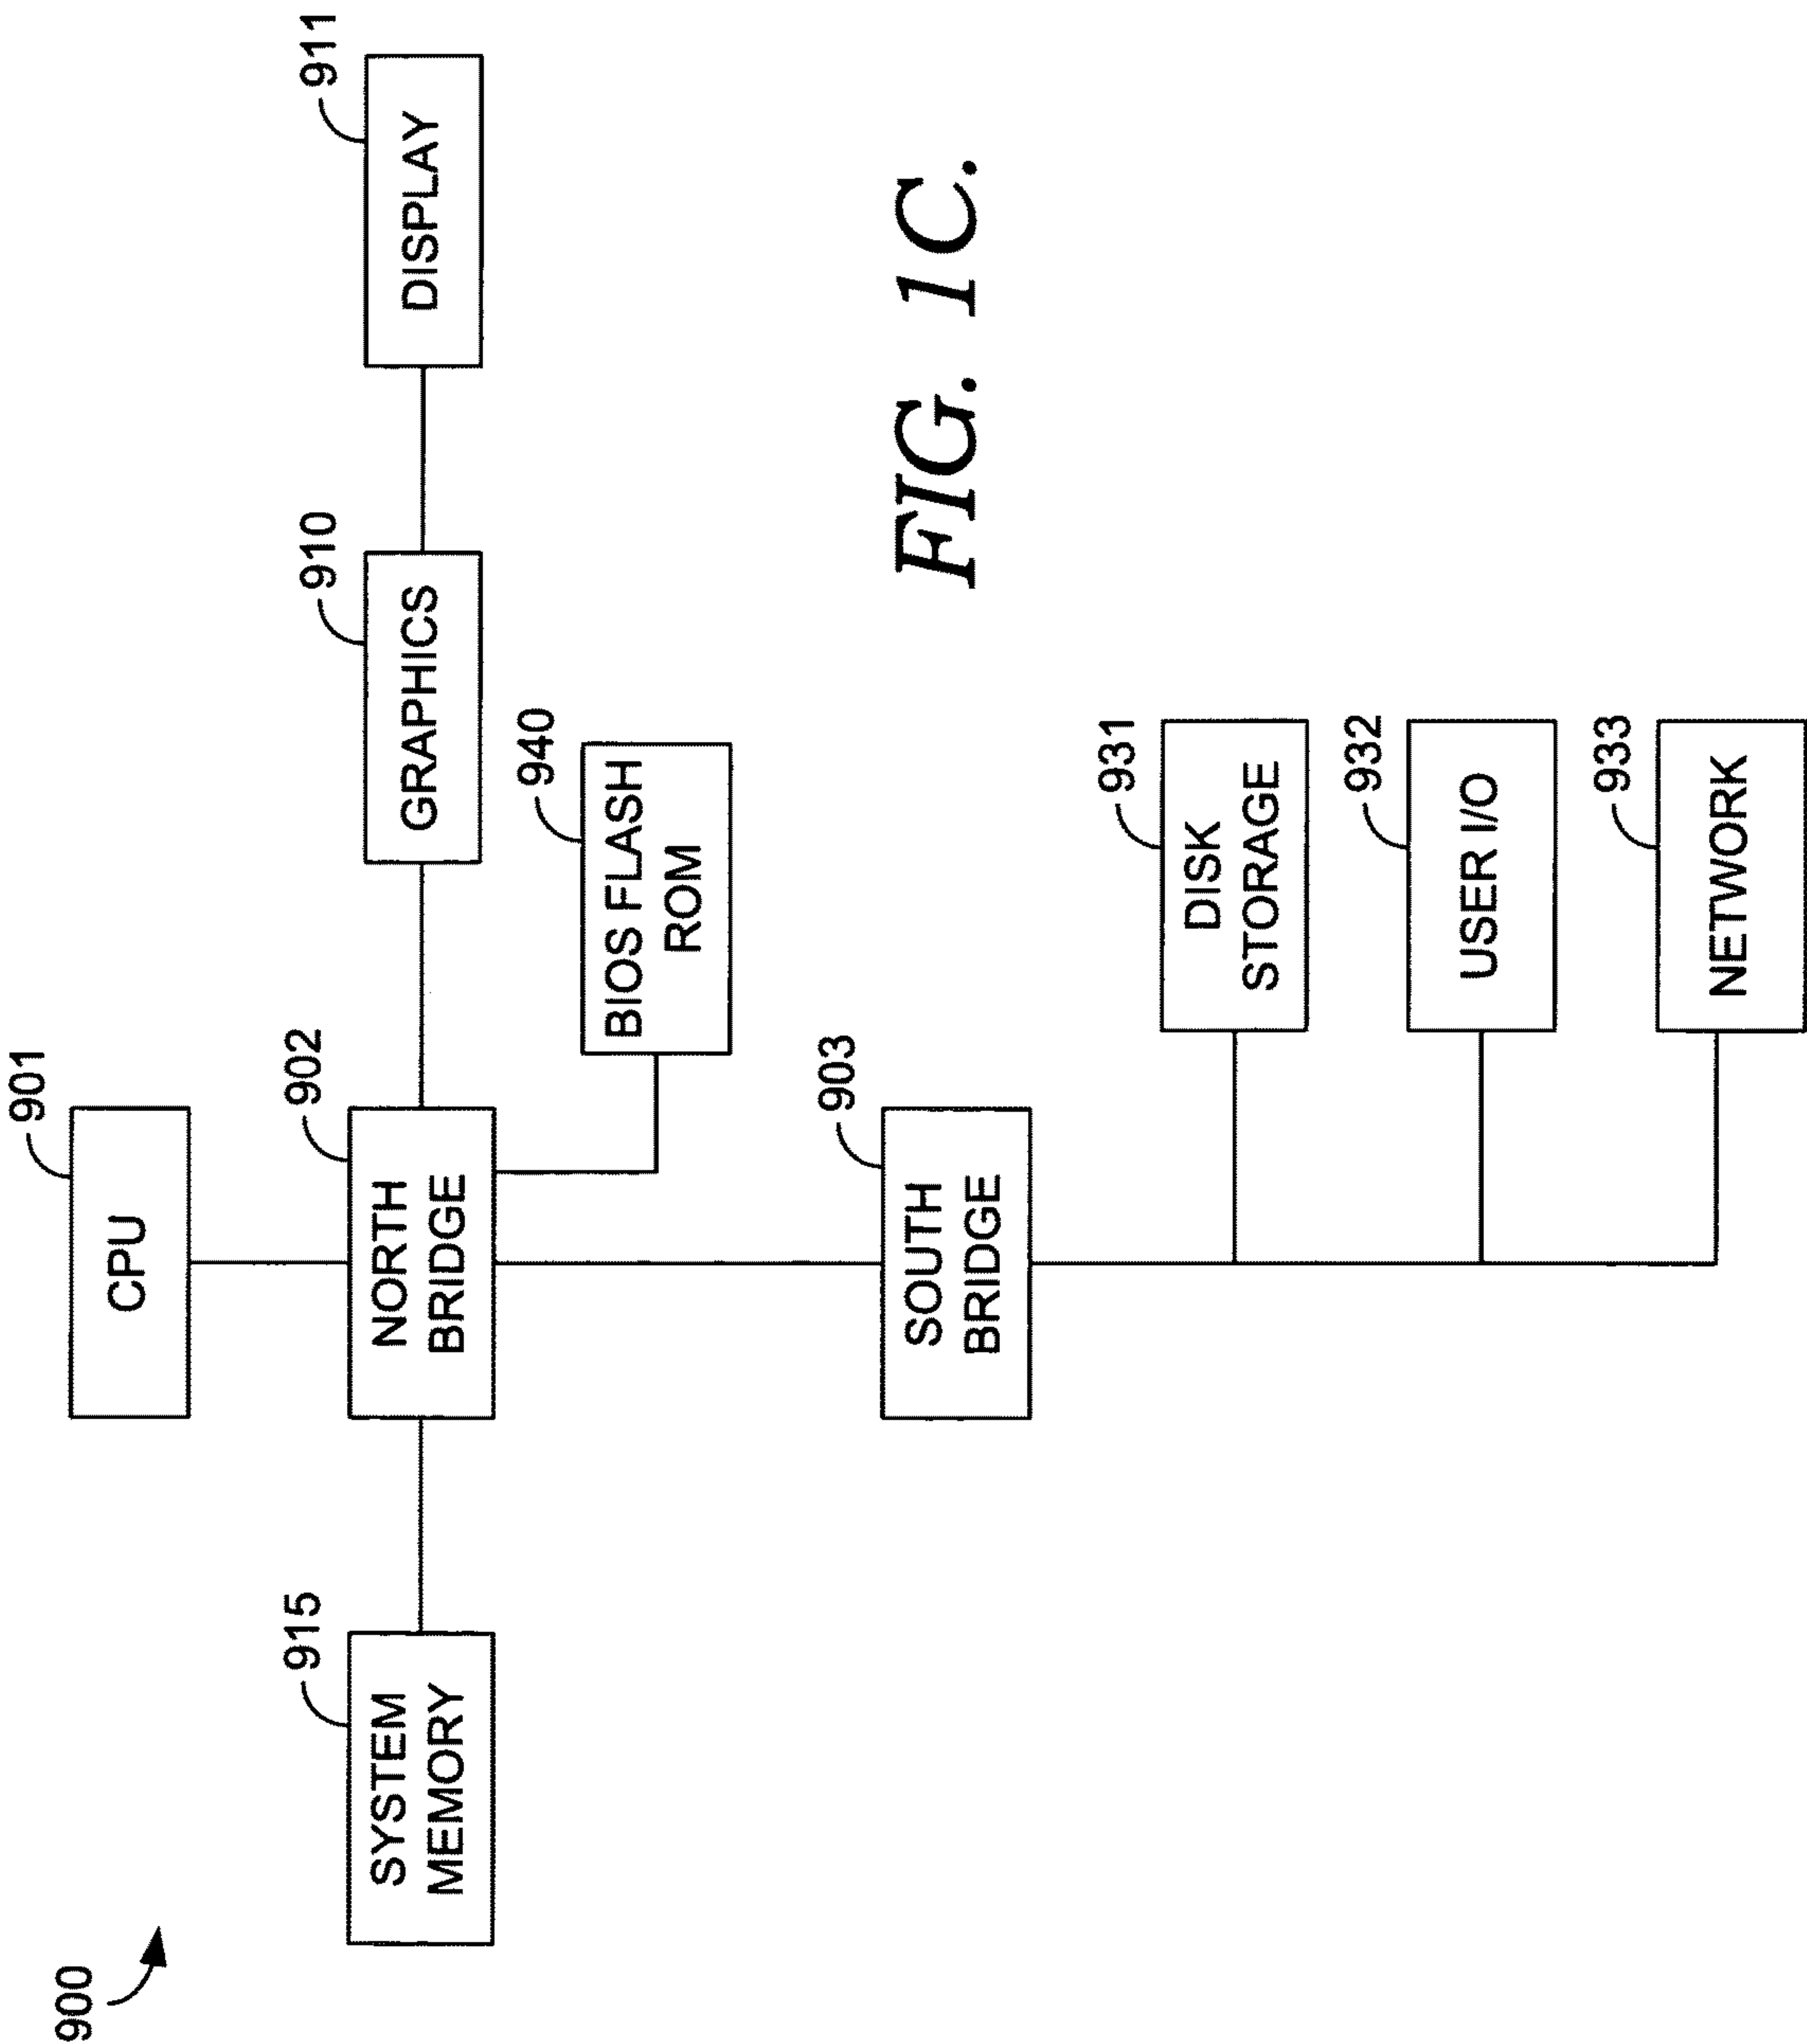 900
901
CPU
915
SYSTEM
MEMORY
902
NORTH
BRIDGE
910
GRAPHICS
911
DISPLAY
940
BIOS FLASH
ROM
903
SOUTH
BRIDGE
931
DISK
STORAGE
932
USER I/O
933
NETWORK
FIG. 1C.